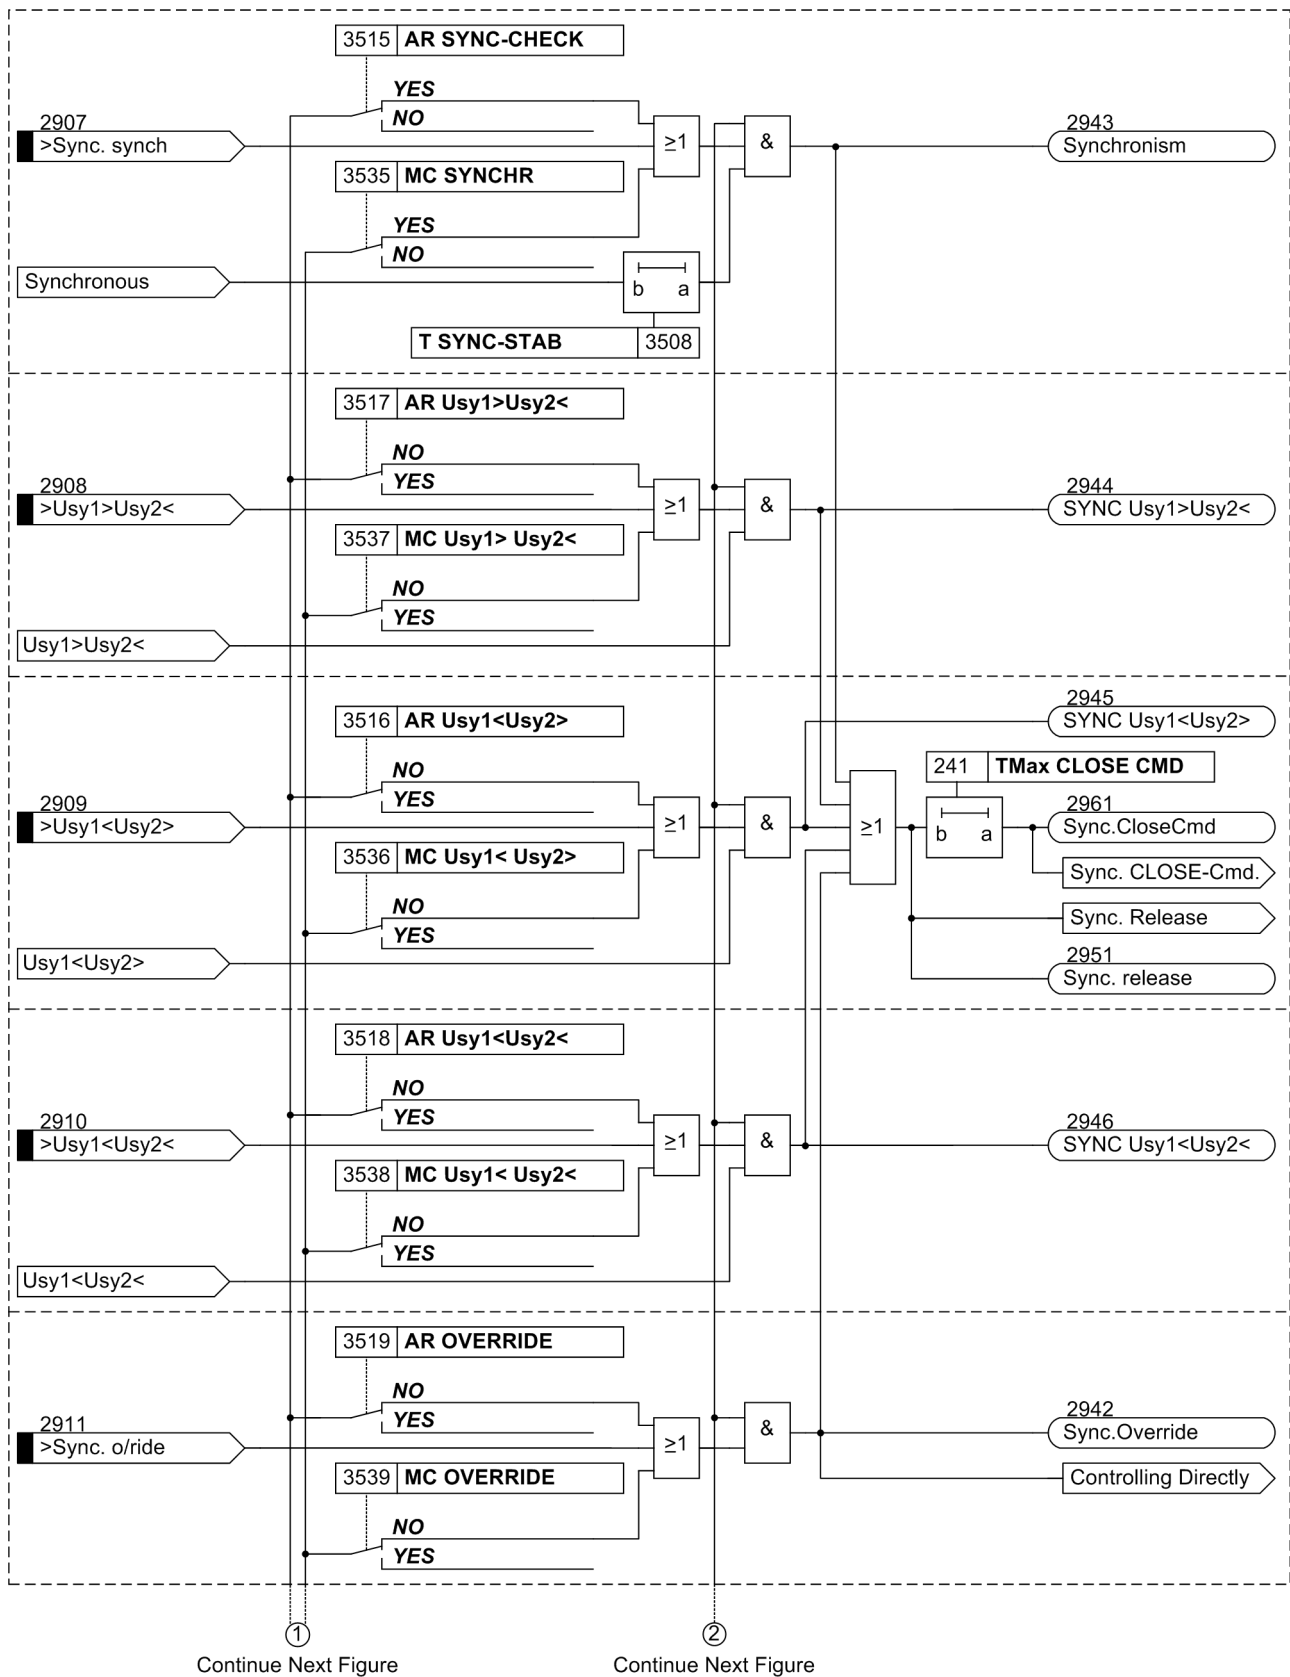 3515 AR SYNC-CHECK
YES
NO
2907
>Sync. synch
≥1
&
2943
Synchronism
3535 MC SYNCHR
YES
NO
Synchronous
b a
T SYNC-STAB 3508
3517 AR Usy1>Usy2<
NO
YES
2908
>Usy1>Usy2<
≥1
&
2944
SYNC Usy1>Usy2<
3537 MC Usy1> Usy2<
NO
YES
Usy1>Usy2<
2945
SYNC Usy1<Usy2>
3516 AR Usy1<Usy2>
241 TMax CLOSE CMD
NO
YES
2909
>Usy1<Usy2>
≥1
&
≥1
b a
2961
Sync.CloseCmd
3536 MC Usy1< Usy2>
Sync. CLOSE-Cmd.
NO
YES
Sync. Release
Usy1<Usy2>
2951
Sync. release
3518 AR Usy1<Usy2<
NO
YES
2910
>Usy1<Usy2<
≥1
&
2946
SYNC Usy1<Usy2<
3538 MC Usy1< Usy2<
NO
YES
Usy1<Usy2<
3519 AR OVERRIDE
NO
YES
2911
>Sync. o/ride
≥1
&
2942
Sync.Override
3539 MC OVERRIDE
Controlling Directly
NO
YES
1
2
Continue Next Figure
Continue Next Figure